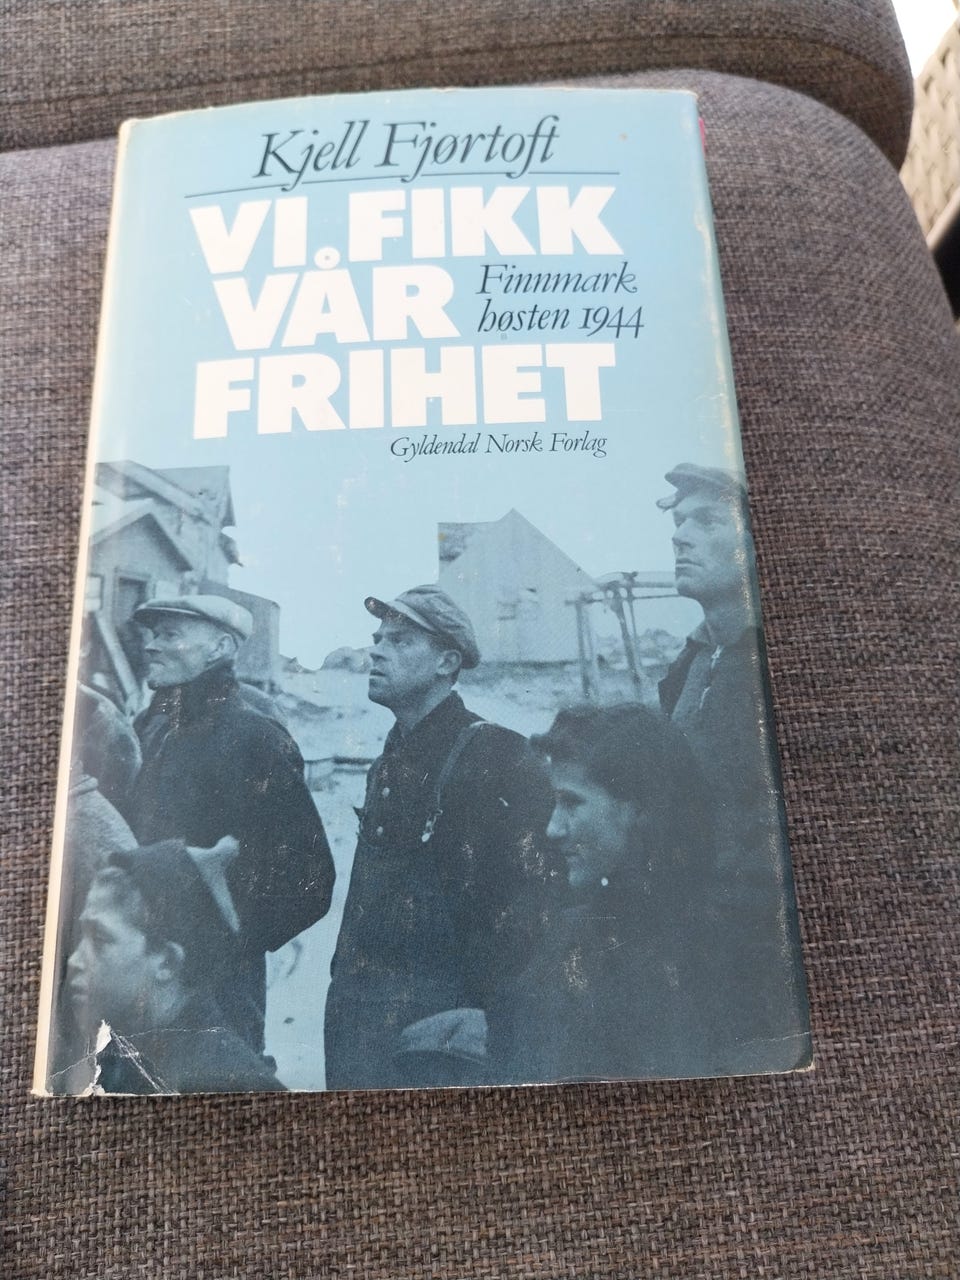 Kjell Fjørtoft
VI FIKK
VÅR
Finnmark
høsten 1944
FRIHET
Gyldendal Norsk Forlag